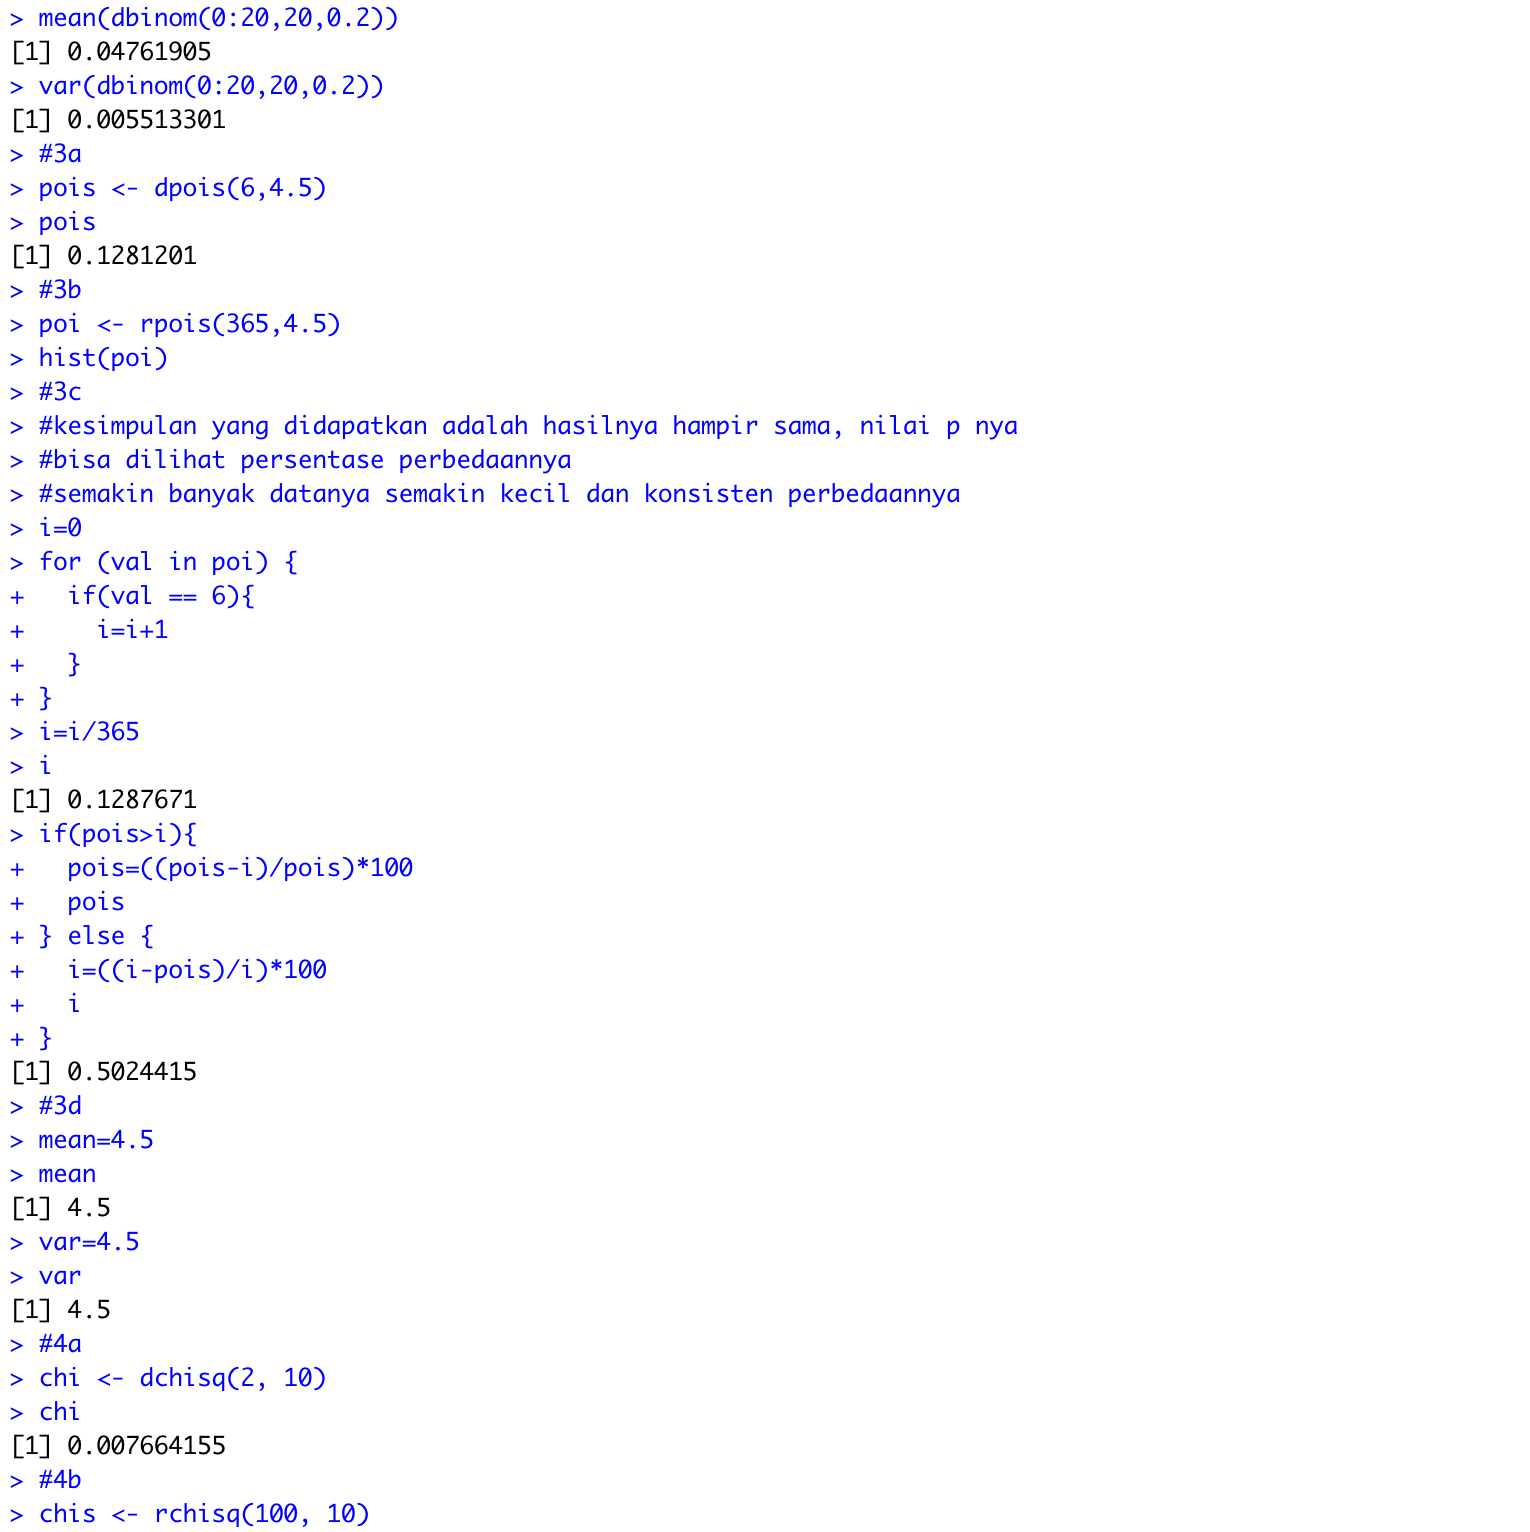 > mean(dbinom(0:20,20,0.2))
[1] 0.04761905
> var(dbinom(0:20,20,0.2))
[1] 0.005513301
> #3a
> pois <- dpois(6,4.5)
> pois
[1] 0.1281201
> #3b
> poi <- rpois(365,4.5)
> hist(poi)
> #3c
> #kesimpulan yang didapatkan adalah hasilnya hampir sama, nilai p nya
> #bisa dilihat persentase perbedaannya
> #semakin banyak datanya semakin kecil dan konsisten perbedaannya
> i=0
> for (val in poi) {
+   if(val == 6){
+     i=i+1
+   }
+ }
> i=i/365
> i
[1] 0.1287671
> if(pois>i){
+   pois=((pois-i)/pois)*100
+   pois
+ } else {
+   i=((i-pois)/i)*100
+   i
+ }
[1] 0.5024415
> #3d
> mean=4.5
> mean
[1] 4.5
> var=4.5
> var
[1] 4.5
> #4a
> chi <- dchisq(2, 10)
> chi
[1] 0.007664155
> #4b
> chis <- rchisq(100, 10)